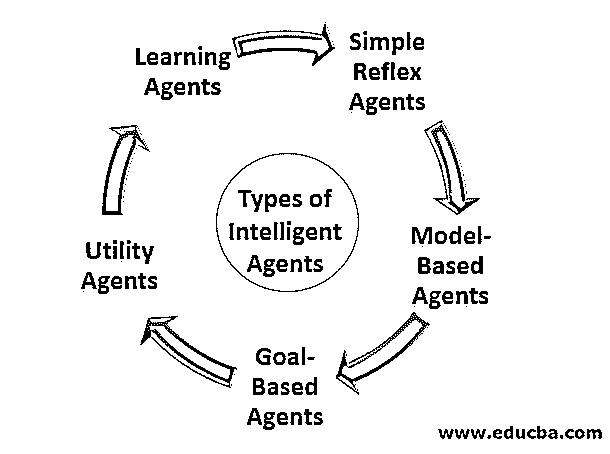 Learning
Agents
Simple
Reflex
Agents
Types of
Intelligent
Agents
Model-
Based
Agents
Utility
Agents
Goal-
Based
Agents
www.educba.com